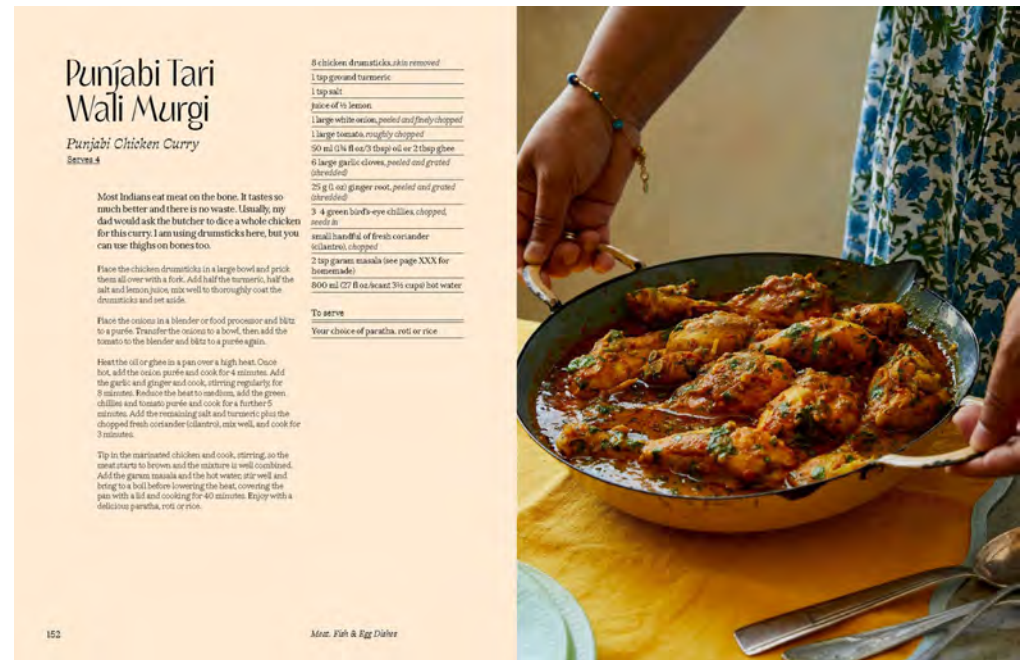 Punjabi Tari
Wali Murgi
Punjabi Chicken Curry
Serves 4
Most Indians eat meat on the bone. It tastes so
much better and there is no waste. Usually, my
dad would ask the butcher to dice a whole chicken
for this curry. I am using drumsticks here, but you
can use thighs on bones too.
Place the chicken drumsticks in a large bowl and prick
them all over with a fork. Add half the turmeric, half the
salt and lemon juice, mix well to thoroughly coat the
drumsticks and set aside.
Place the onions in a blender or food processor and blitz
to a purée. Transfer the onions to a bowl, then add the
tomato to the blender and blitz to a purée again.
Heat the oil or ghee in a pan over a high heat. Once
hot, add the onion purée and cook for 4 minutes. Add
the garlic and ginger and cook, stirring regularly, for
8 minutes. Reduce the heat to medium, add the green
chillies and tomato purée and cook for a further 5
minutes. Add the remaining salt and turmeric plus the
chopped fresh coriander (cilantro), mix well, and cook for
3 minutes.
Tip in the marinated chicken and cook, stirring, so the
meat starts to brown and the mixture is well combined.
Add the garam masala and the hot water, stir well and
bring to a boil before lowering the heat, covering the
pan with a lid and cooking for 40 minutes. Enjoy with a
delicious paratha, roti or rice.
8 chicken drumsticks, skin removed
1 tsp ground turmeric
1 tsp salt
juice of ½ lemon
1 large white onion, peeled and finely chopped
1 large tomato, roughly chopped
50 ml (1¾ fl oz/3 tbsp) oil or 2 tbsp ghee
6 large garlic cloves, peeled and grated
(shredded)
25 g (1 oz) ginger root, peeled and grated
(shredded)
3–4 green bird's-eye chillies, chopped,
seeds in
small handful of fresh coriander
(cilantro), chopped
2 tsp garam masala (see page XXX for
homemade)
800 ml (27 fl oz/scant 3½ cups) hot water
To serve
Your choice of paratha, roti or rice
152
Meat, Fish & Egg Dishes